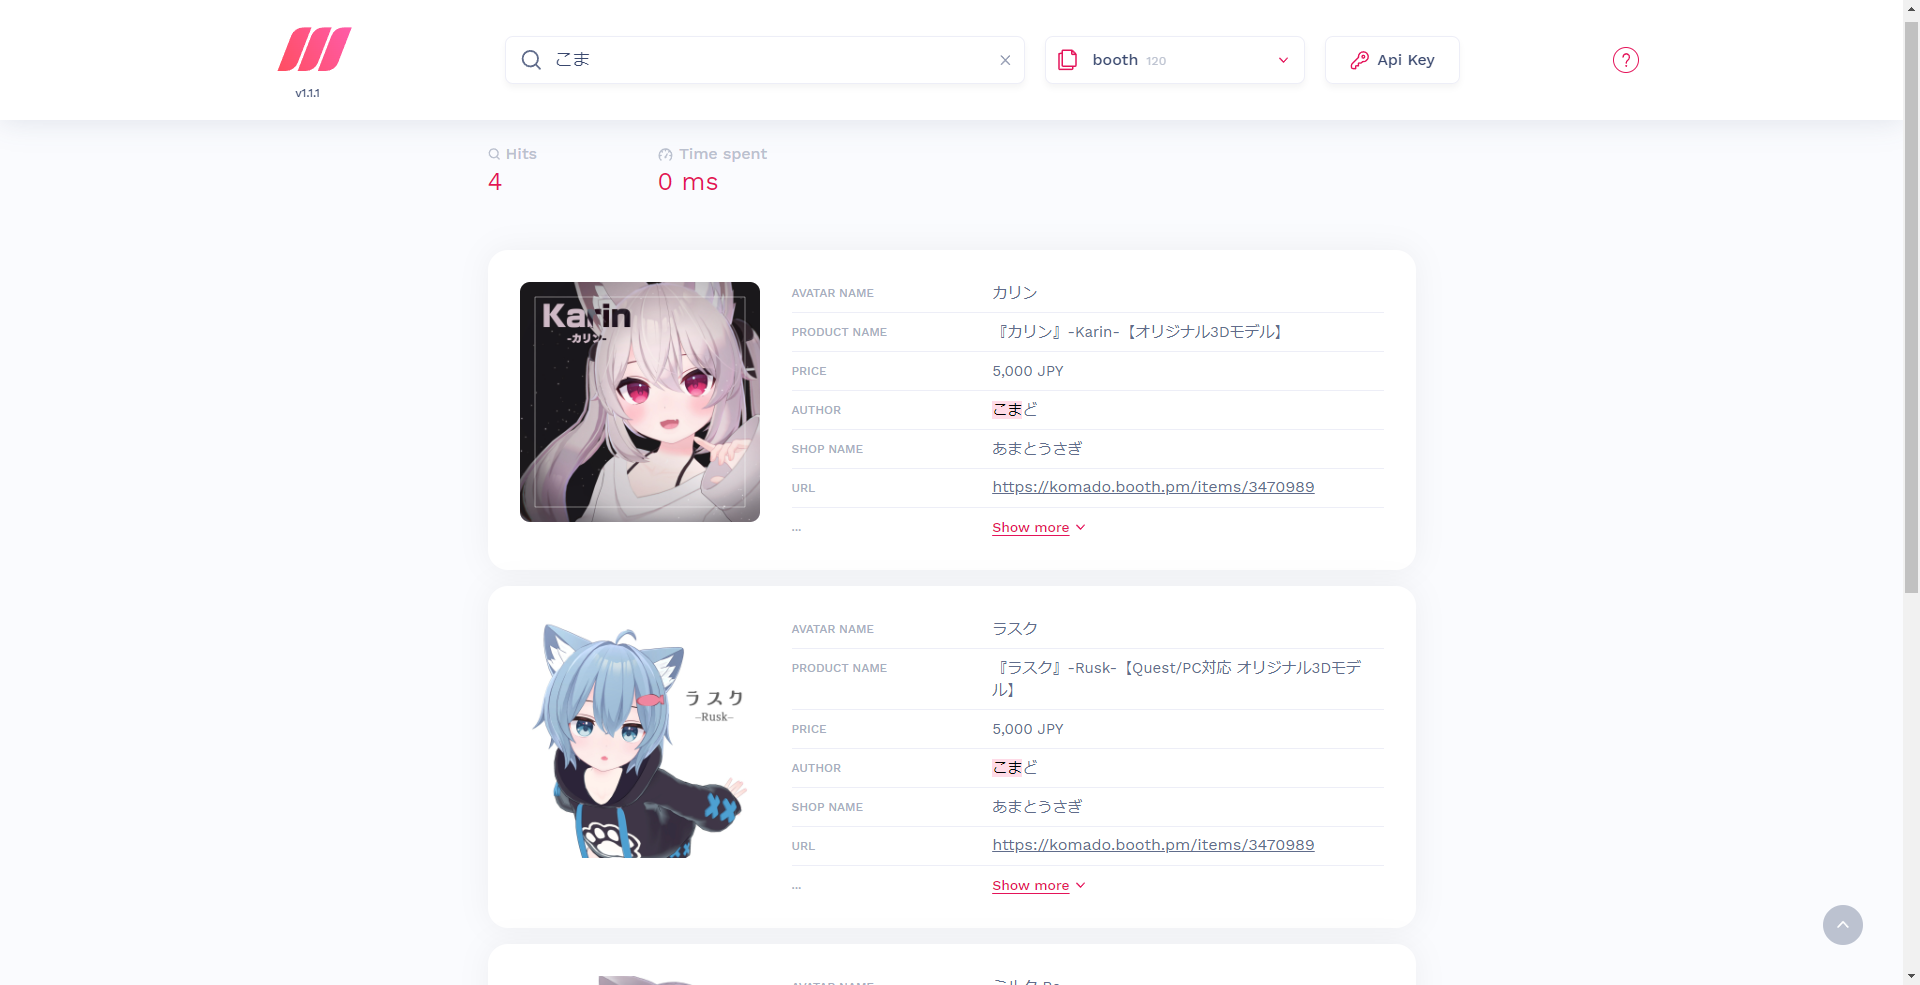 v1.1.1
こま
booth 120
Api Key
?
Hits
4
Time spent
0 ms
Karin
-カリン-
AVATAR NAME カリン
PRODUCT NAME 『カリン』-Karin-【オリジナル3Dモデル】
PRICE 5,000 JPY
AUTHOR こまど
SHOP NAME あまとうさぎ
URL https://komado.booth.pm/items/3470989
... Show more
ラスク
–Rusk–
AVATAR NAME ラスク
PRODUCT NAME 『ラスク』-Rusk-【Quest/PC対応 オリジナル3Dモデ
ル】
PRICE 5,000 JPY
AUTHOR こまど
SHOP NAME あまとうさぎ
URL https://komado.booth.pm/items/3470989
... Show more
AVATAR NAME